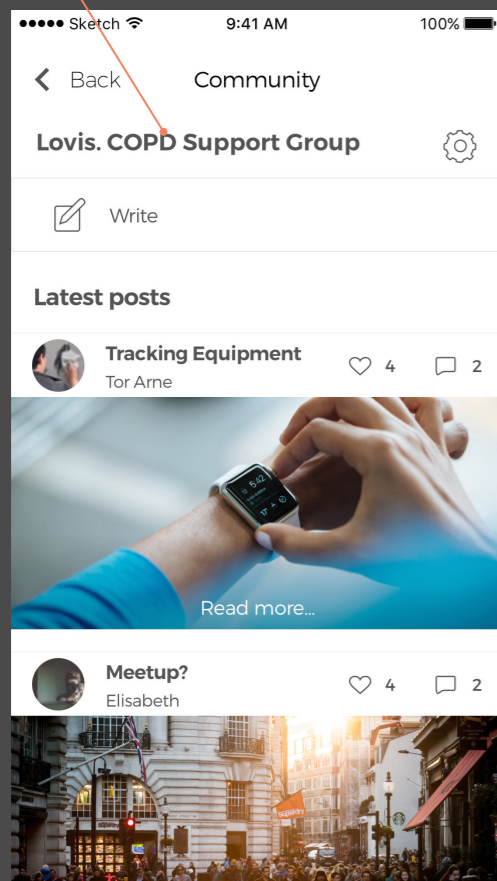 Sketch 9:41 AM 100%
Back Community
Lovis. COPD Support Group
Write
Latest posts
Tracking Equipment
Tor Arne
4 2
5:42
Read more...
Meetup?
Elisabeth
4 2
Superdry